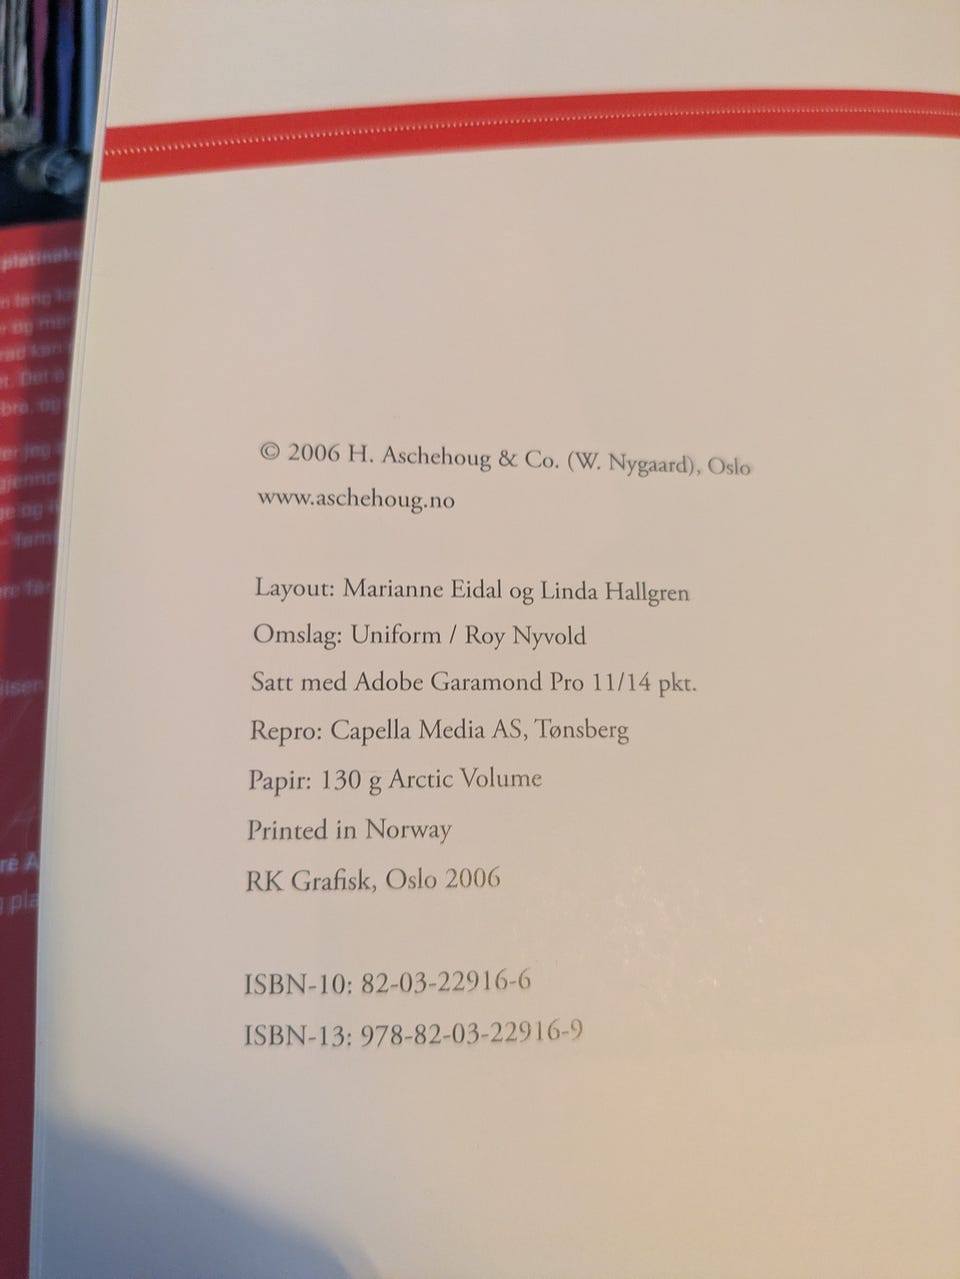 © 2006 H. Aschehoug & Co. (W. Nygaard), Oslo
www.aschehoug.no
Layout: Marianne Eidal og Linda Hallgren
Omslag: Uniform / Roy Nyvold
Satt med Adobe Garamond Pro 11/14 pkt.
Repro: Capella Media AS, Tønsberg
Papir: 130 g Arctic Volume
Printed in Norway
RK Grafisk, Oslo 2006
ISBN-10: 82-03-22916-6
ISBN-13: 978-82-03-22916-9